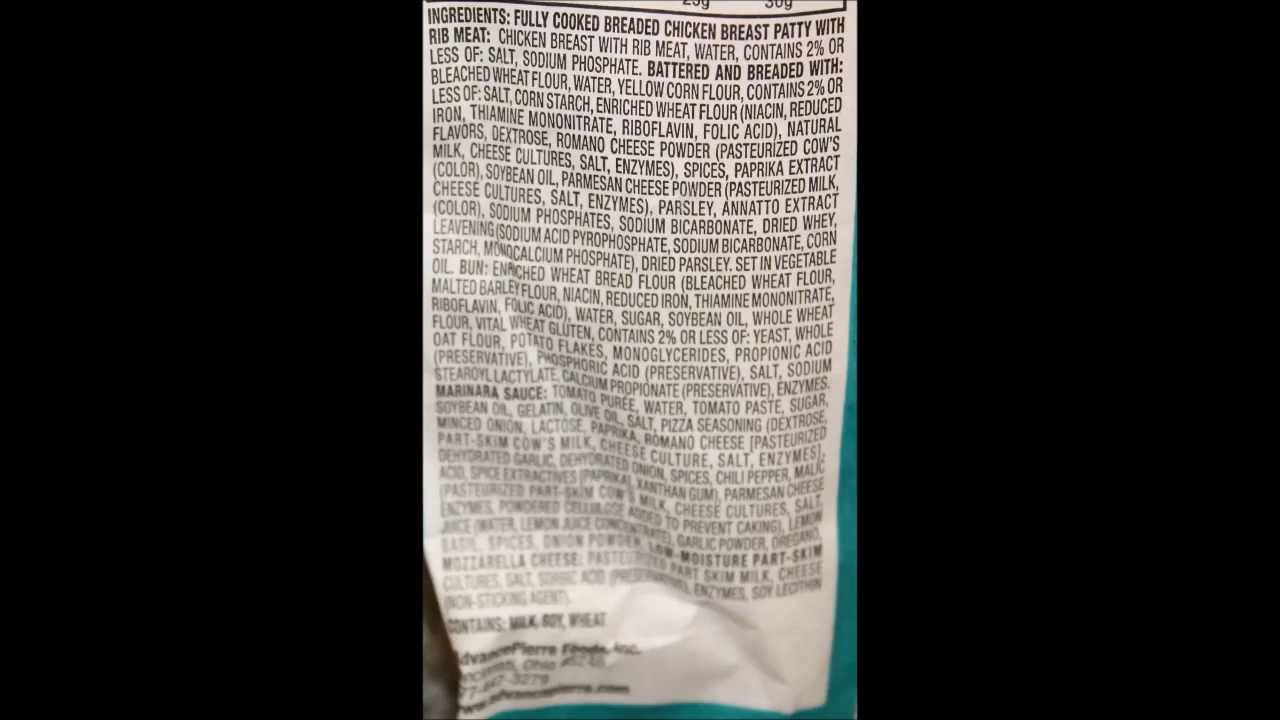 25g 30g
INGREDIENTS: FULLY COOKED BREADED CHICKEN BREAST PATTY WITH
RIB MEAT: CHICKEN BREAST WITH RIB MEAT, WATER, CONTAINS 2% OR
LESS OF: SALT, SODIUM PHOSPHATE. BATTERED AND BREADED WITH:
BLEACHED WHEAT FLOUR, WATER, YELLOW CORN FLOUR, CONTAINS 2% OR
LESS OF: SALT, CORN STARCH, ENRICHED WHEAT FLOUR (NIACIN, REDUCED
IRON, THIAMINE MONONITRATE, RIBOFLAVIN, FOLIC ACID), NATURAL
FLAVORS, DEXTROSE, ROMANO CHEESE POWDER (PASTEURIZED COW'S
MILK, CHEESE CULTURES, SALT, ENZYMES), SPICES, PAPRIKA EXTRACT
(COLOR), SOYBEAN OIL, PARMESAN CHEESE POWDER (PASTEURIZED MILK,
CHEESE CULTURES, SALT, ENZYMES), PARSLEY, ANNATTO EXTRACT
(COLOR), SODIUM PHOSPHATES, SODIUM BICARBONATE, DRIED WHEY,
LEAVENING (SODIUM ACID PYROPHOSPHATE, SODIUM BICARBONATE, CORN
STARCH, MONOCALCIUM PHOSPHATE), DRIED PARSLEY. SET IN VEGETABLE
OIL. BUN: ENRICHED WHEAT BREAD FLOUR (BLEACHED WHEAT FLOUR,
MALTED BARLEY FLOUR, NIACIN, REDUCED IRON, THIAMINE MONONITRATE,
RIBOFLAVIN, FOLIC ACID), WATER, SUGAR, SOYBEAN OIL, WHOLE WHEAT
FLOUR, VITAL WHEAT GLUTEN, CONTAINS 2% OR LESS OF: YEAST, WHOLE
OAT FLOUR, POTATO FLAKES, MONOGLYCERIDES, PROPIONIC ACID
(PRESERVATIVE), PHOSPHORIC ACID (PRESERVATIVE), SALT, SODIUM
STEAROYL LACTYLATE, CALCIUM PROPIONATE (PRESERVATIVE), ENZYMES.
MARINARA SAUCE: TOMATO PURÉE, WATER, TOMATO PASTE, SUGAR,
SOYBEAN OIL, GELATIN, OLIVE OIL, SALT, PIZZA SEASONING (DEXTROSE,
MINCED ONION, LACTOSE, PAPRIKA, ROMANO CHEESE [PASTEURIZED
PART-SKIM COW'S MILK, CHEESE CULTURE, SALT, ENZYMES],
DEHYDRATED GARLIC, DEHYDRATED ONION, SPICES, CHILI PEPPER, MALIC
ACID, SPICE EXTRACTIVES [PAPRIKA], XANTHAN GUM), PARMESAN CHEESE
(PASTEURIZED PART-SKIM COW'S MILK, CHEESE CULTURES, SALT,
ENZYMES, POWDERED CELLULOSE ADDED TO PREVENT CAKING), LEMON
JUICE (WATER, LEMON JUICE CONCENTRATE), GARLIC POWDER, OREGANO,
BASIL, SPICES, ONION POWDER. LOW-MOISTURE PART-SKIM
MOZZARELLA CHEESE: PASTEURIZED PART SKIM MILK, CHEESE
CULTURES, SALT, SORBIC ACID (PRESERVATIVE), ENZYMES, SOY LECITHIN
(NON-STICKING AGENT).
CONTAINS: MILK, SOY, WHEAT
AdvancePierre Foods, Inc.
Ohio 45246
www.advancepierre.com